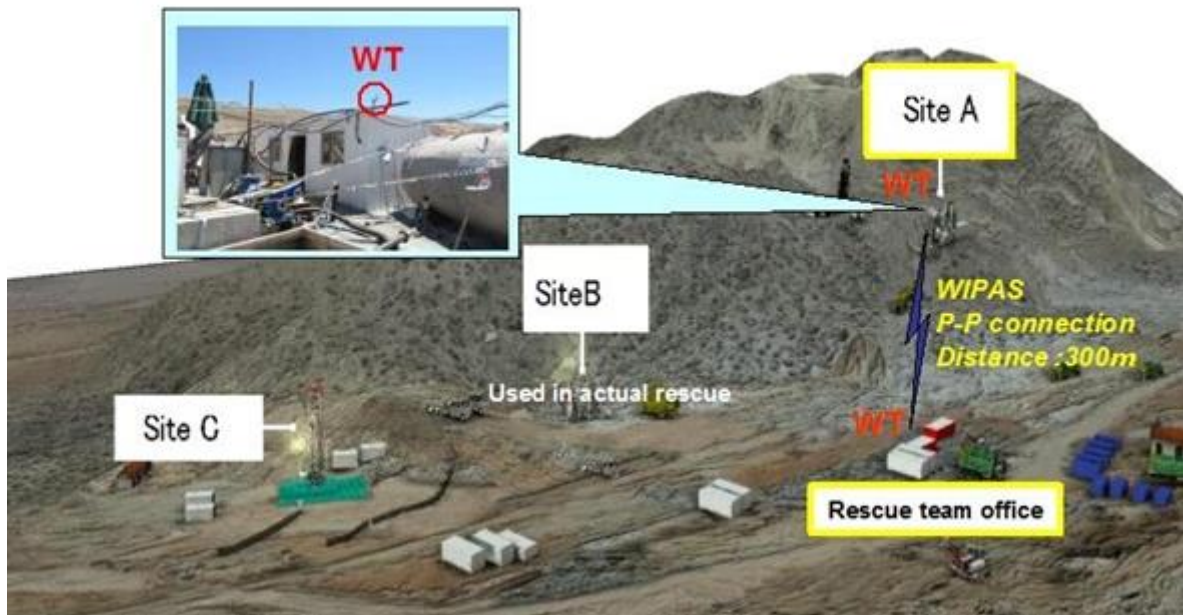 WT
Site A
WT
SiteB
WIPAS
P-P connection
Distance :300m
Used in actual rescue
Site C
WT
Rescue team office